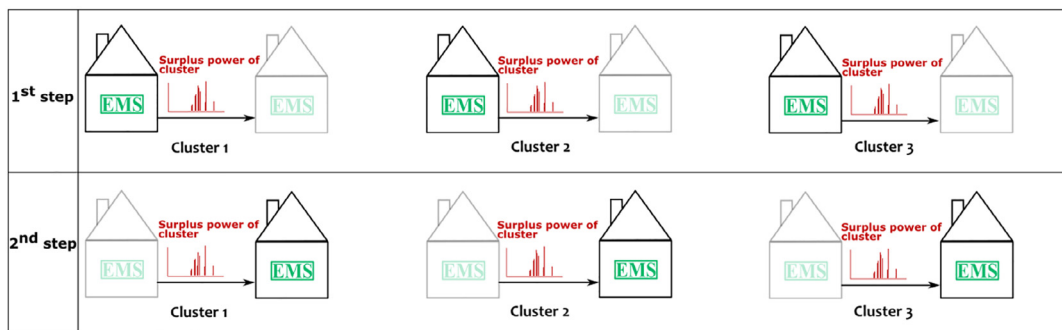 1st step
Surplus power of
cluster
EMS
EMS
Cluster 1
Surplus power of
cluster
EMS
EMS
Cluster 2
Surplus power of
cluster
EMS
EMS
Cluster 3
2nd step
Surplus power of
cluster
EMS
EMS
Cluster 1
Surplus power of
cluster
EMS
EMS
Cluster 2
Surplus power of
cluster
EMS
EMS
Cluster 3